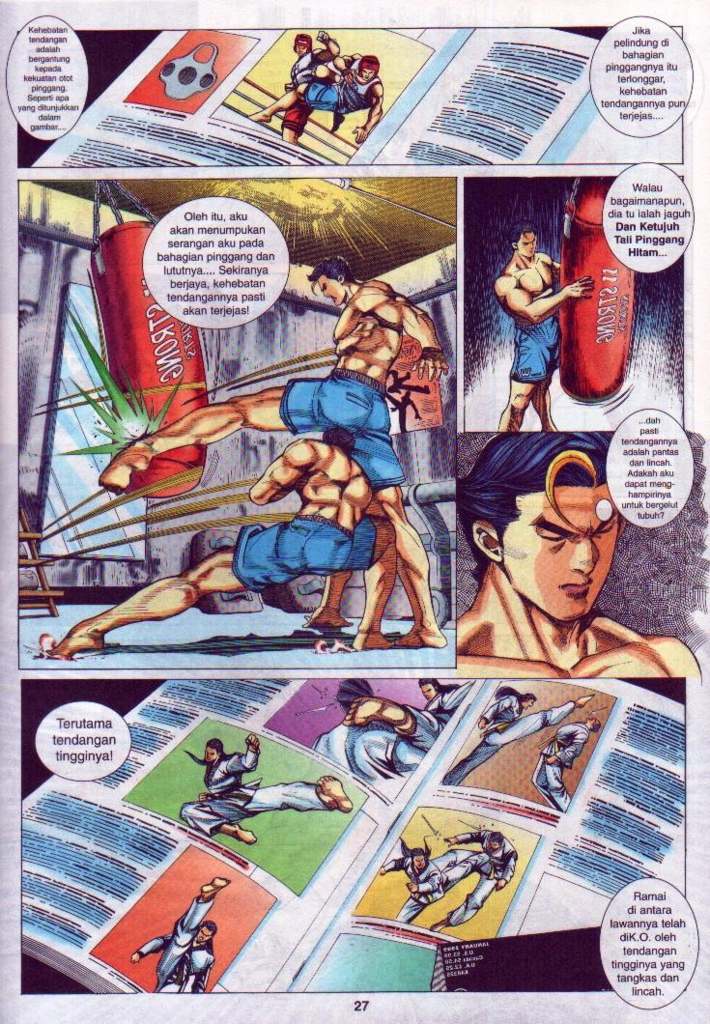 Kehebatan
tendangan
adalah
bergantung
kepada
kekuatan otot
pinggang.
Seperti apa
yang ditunjukkan
dalam
gambar....
Jika
pelindung di
bahagian
pinggangnya itu
terlonggar,
kehebatan
tendangannya pun
terjejas....
Oleh itu, aku
akan menumpukan
serangan aku pada
bahagian pinggang dan
lututnya.... Sekiranya
berjaya, kehebatan
tendangannya pasti
akan terjejas!
STRONG
Walau
bagaimanapun,
dia tu ialah jaguh
Dan Ketujuh
Tali Pinggang
Hitam...
STRONG
...dah
pasti
tendangannya
adalah pantas
dan lincah.
Adakah aku
dapat meng-
hampirinya
untuk bergelut
tubuh?
Terutama
tendangan
tingginya!
Ramai
di antara
lawannya telah
diK.O. oleh
tendangan
tingginya yang
tangkas dan
lincah.
JANUARY
27